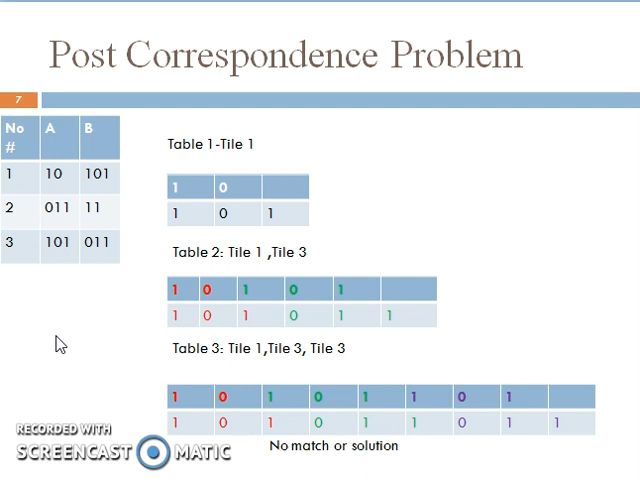 Post Correspondence Problem
7
No # A B
1 10 101
2 011 11
3 101 011
Table 1-Tile 1
1 0
1 0 1
Table 2: Tile 1 ,Tile 3
1 0 1 0 1
1 0 1 0 1 1
Table 3: Tile 1,Tile 3, Tile 3
1 0 1 0 1 1 0 1
1 0 1 0 1 1 0 1 1
No match or solution
RECORDED WITH
SCREENCAST MATIC